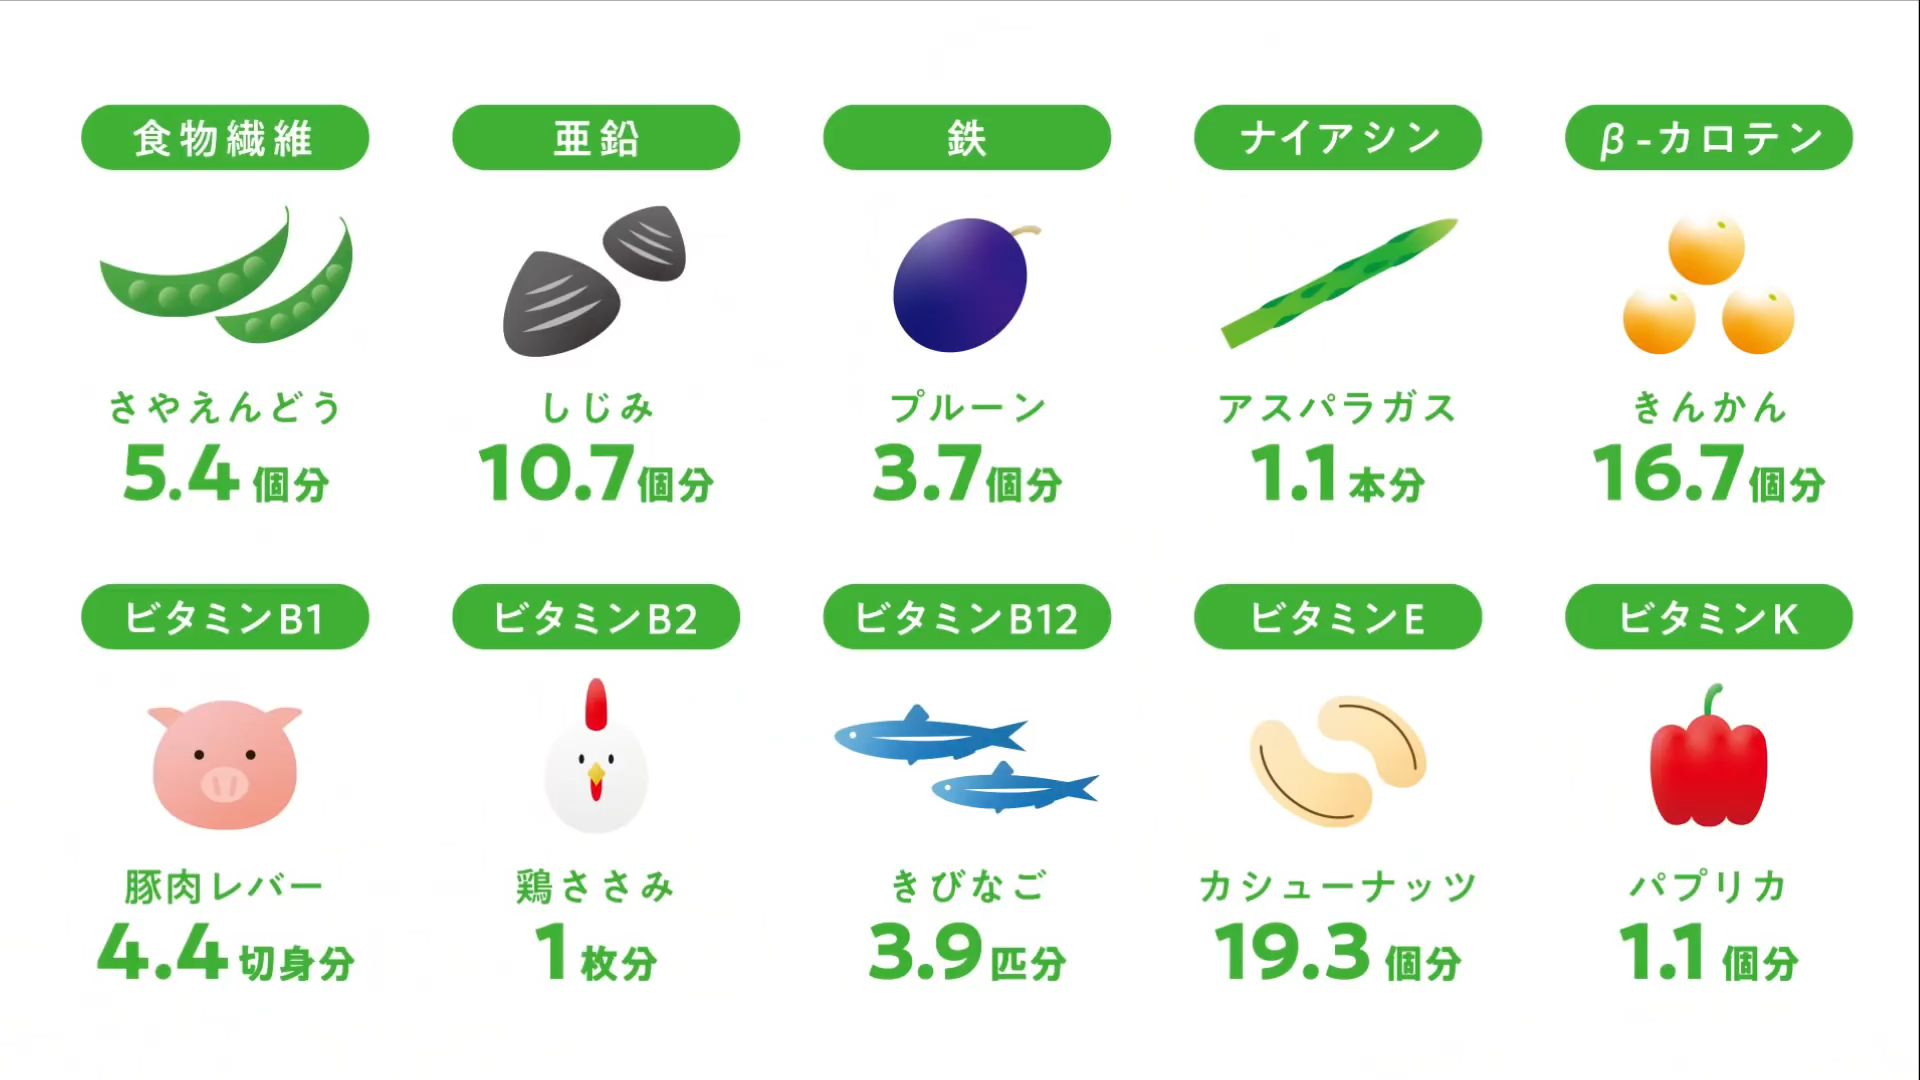 食物繊維
亜鉛
鉄
ナイアシン
β-カロテン
さやえんどう
しじみ
プルーン
アスパラガス
きんかん
5.4個分
10.7個分
3.7個分
1.1本分
16.7個分
ビタミンB1
ビタミンB2
ビタミンB12
ビタミンE
ビタミンK
豚肉レバー
鶏ささみ
きびなご
カシューナッツ
パプリカ
4.4切身分
1枚分
3.9匹分
19.3個分
1.1個分